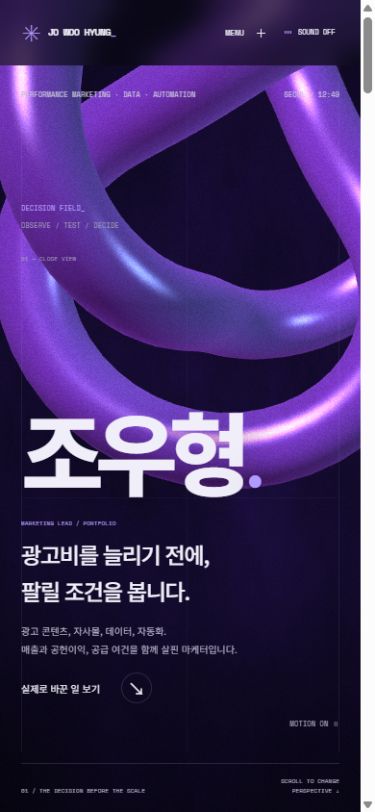 JO WOO HYUNG_
MENU +
SOUND OFF
PERFORMANCE MARKETING · DATA · AUTOMATION
12:40
DECISION FIELD_
OBSERVE / TEST / DECIDE
01 — CLOSE VIEW
조우형.
MARKETING LEAD / PORTFOLIO
광고비를 늘리기 전에,
팔릴 조건을 봅니다.
광고 콘텐츠, 자사몰, 데이터, 자동화.
매출과 공헌이익, 공급 여건을 함께 살핀 마케터입니다.
실제로 바꾼 일 보기
MOTION ON
SCROLL TO CHANGE
PERSPECTIVE ↓
01 / THE DECISION BEFORE THE SCALE